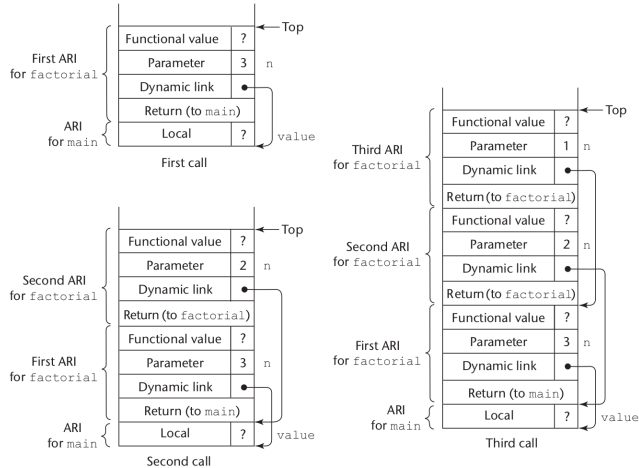 Top
Functional value ?
First ARI
for factorial
Parameter 3 n
Dynamic link
Return (to main)
ARI
for main
Local ? value
First call
Top
Functional value ?
Second ARI
for factorial
Parameter 2 n
Dynamic link
Return (to factorial)
Functional value ?
First ARI
for factorial
Parameter 3 n
Dynamic link
Return (to main)
ARI
for main
Local ? value
Second call
Top
Functional value ?
Third ARI
for factorial
Parameter 1 n
Dynamic link
Return (to factorial)
Functional value ?
Second ARI
for factorial
Parameter 2 n
Dynamic link
Return (to factorial)
Functional value ?
First ARI
for factorial
Parameter 3 n
Dynamic link
Return (to main)
ARI
for main
Local ? value
Third call